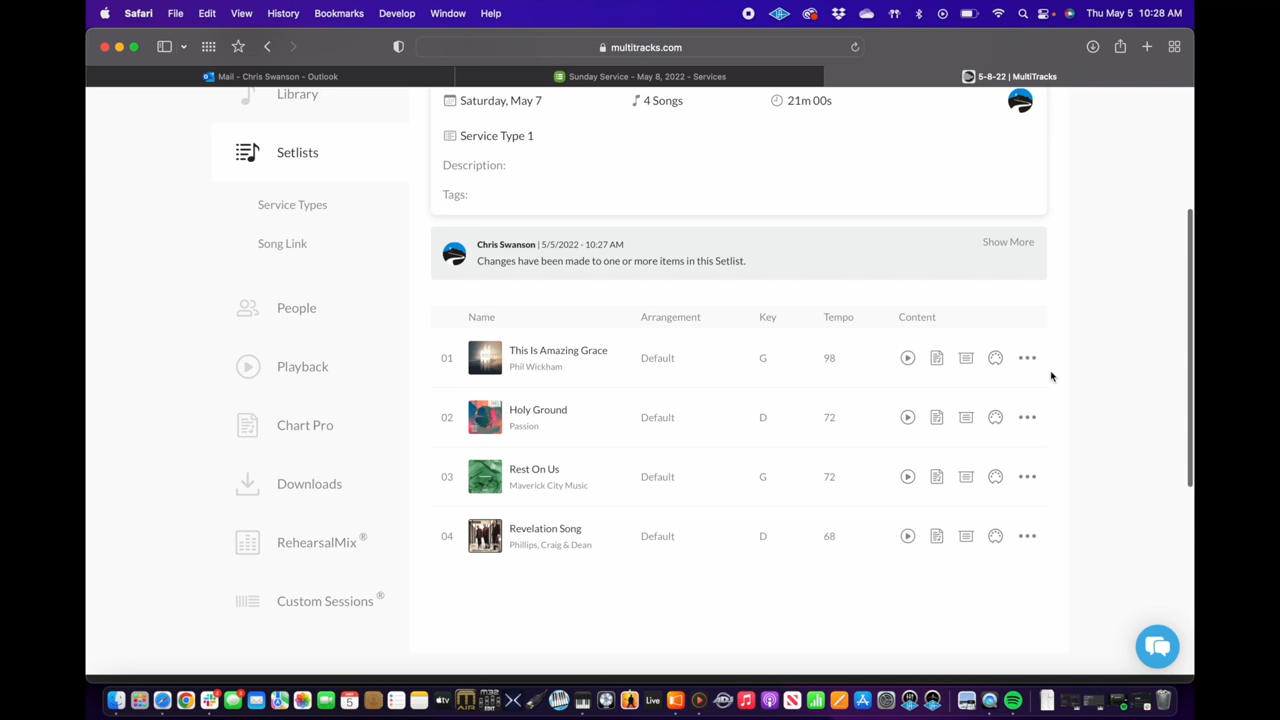 Safari File Edit View History Bookmarks Develop Window Help Thu May 5 10:28 AM
multitracks.com
Mail - Chris Swanson - Outlook Sunday Service - May 8, 2022 - Services 5-8-22 | MultiTracks
Library
Setlists
Service Types
Song Link
People
Playback
Chart Pro
Downloads
RehearsalMix ®
Custom Sessions ®
Saturday, May 7 4 Songs 21m 00s
Service Type 1
Description:
Tags:
Chris Swanson | 5/5/2022 - 10:27 AM Show More
Changes have been made to one or more items in this Setlist.
Name Arrangement Key Tempo Content
01 This Is Amazing Grace Default G 98
Phil Wickham
02 Holy Ground Default D 72
Passion
03 Rest On Us Default G 72
Maverick City Music
04 Revelation Song Default D 68
Phillips, Craig & Dean